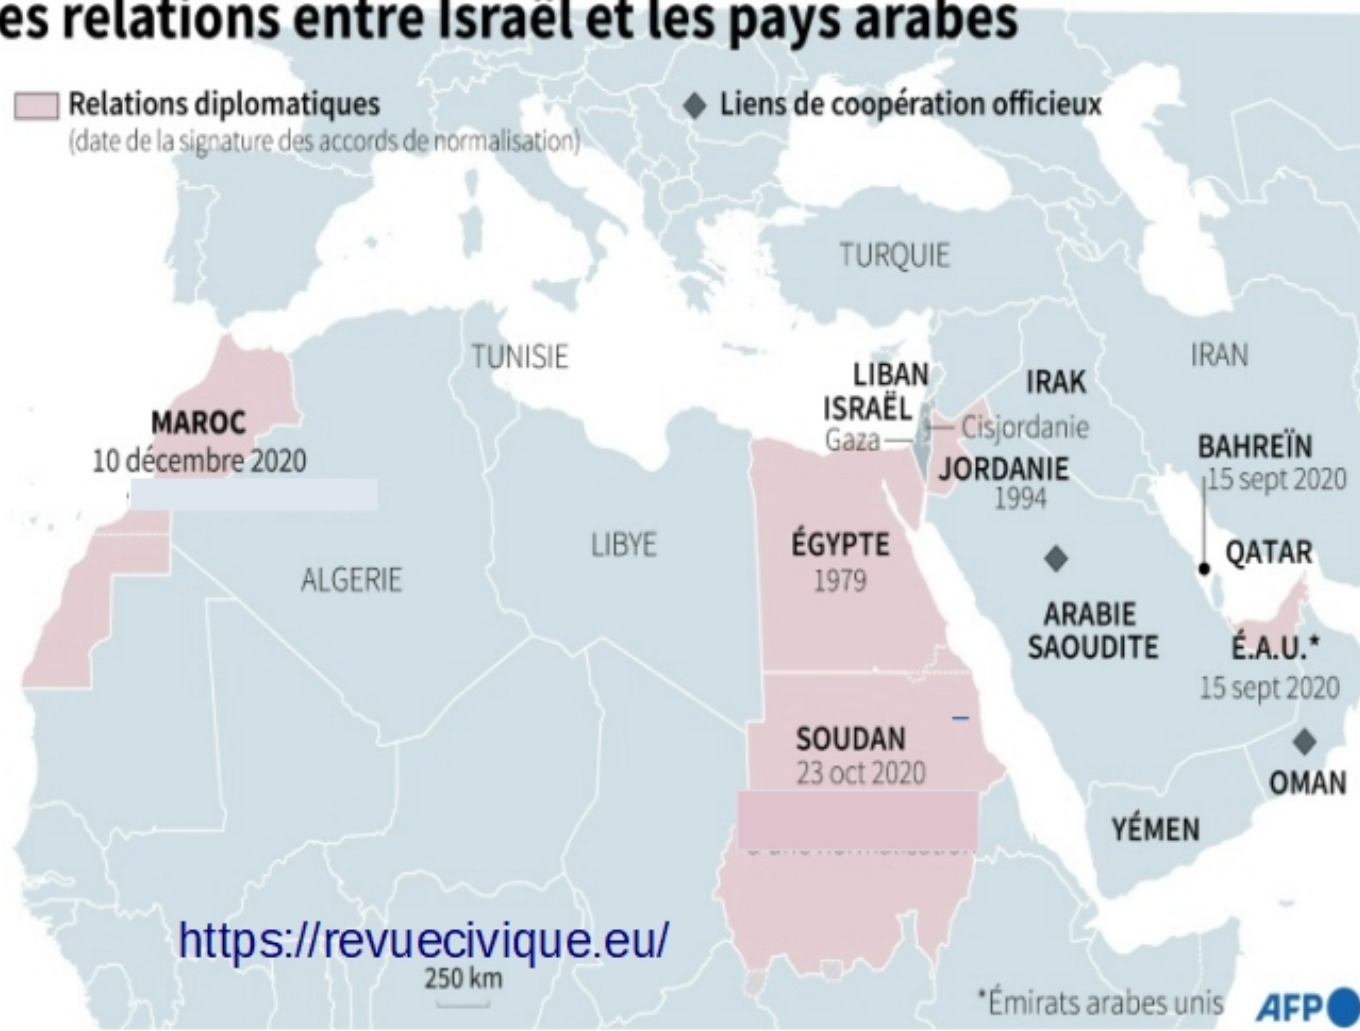 es relations entre Israël et les pays arabes
Relations diplomatiques
(date de la signature des accords de normalisation)
Liens de coopération officieux
TURQUIE
TUNISIE
IRAN
LIBAN
IRAK
ISRAËL
Gaza
Cisjordanie
MAROC
10 décembre 2020
BAHREÏN
15 sept 2020
JORDANIE
1994
LIBYE
ÉGYPTE
1979
QATAR
ALGERIE
ARABIE
SAOUDITE
É.A.U.*
15 sept 2020
SOUDAN
23 oct 2020
OMAN
YÉMEN
https://revuecivique.eu/
250 km
*Émirats arabes unis
AFP